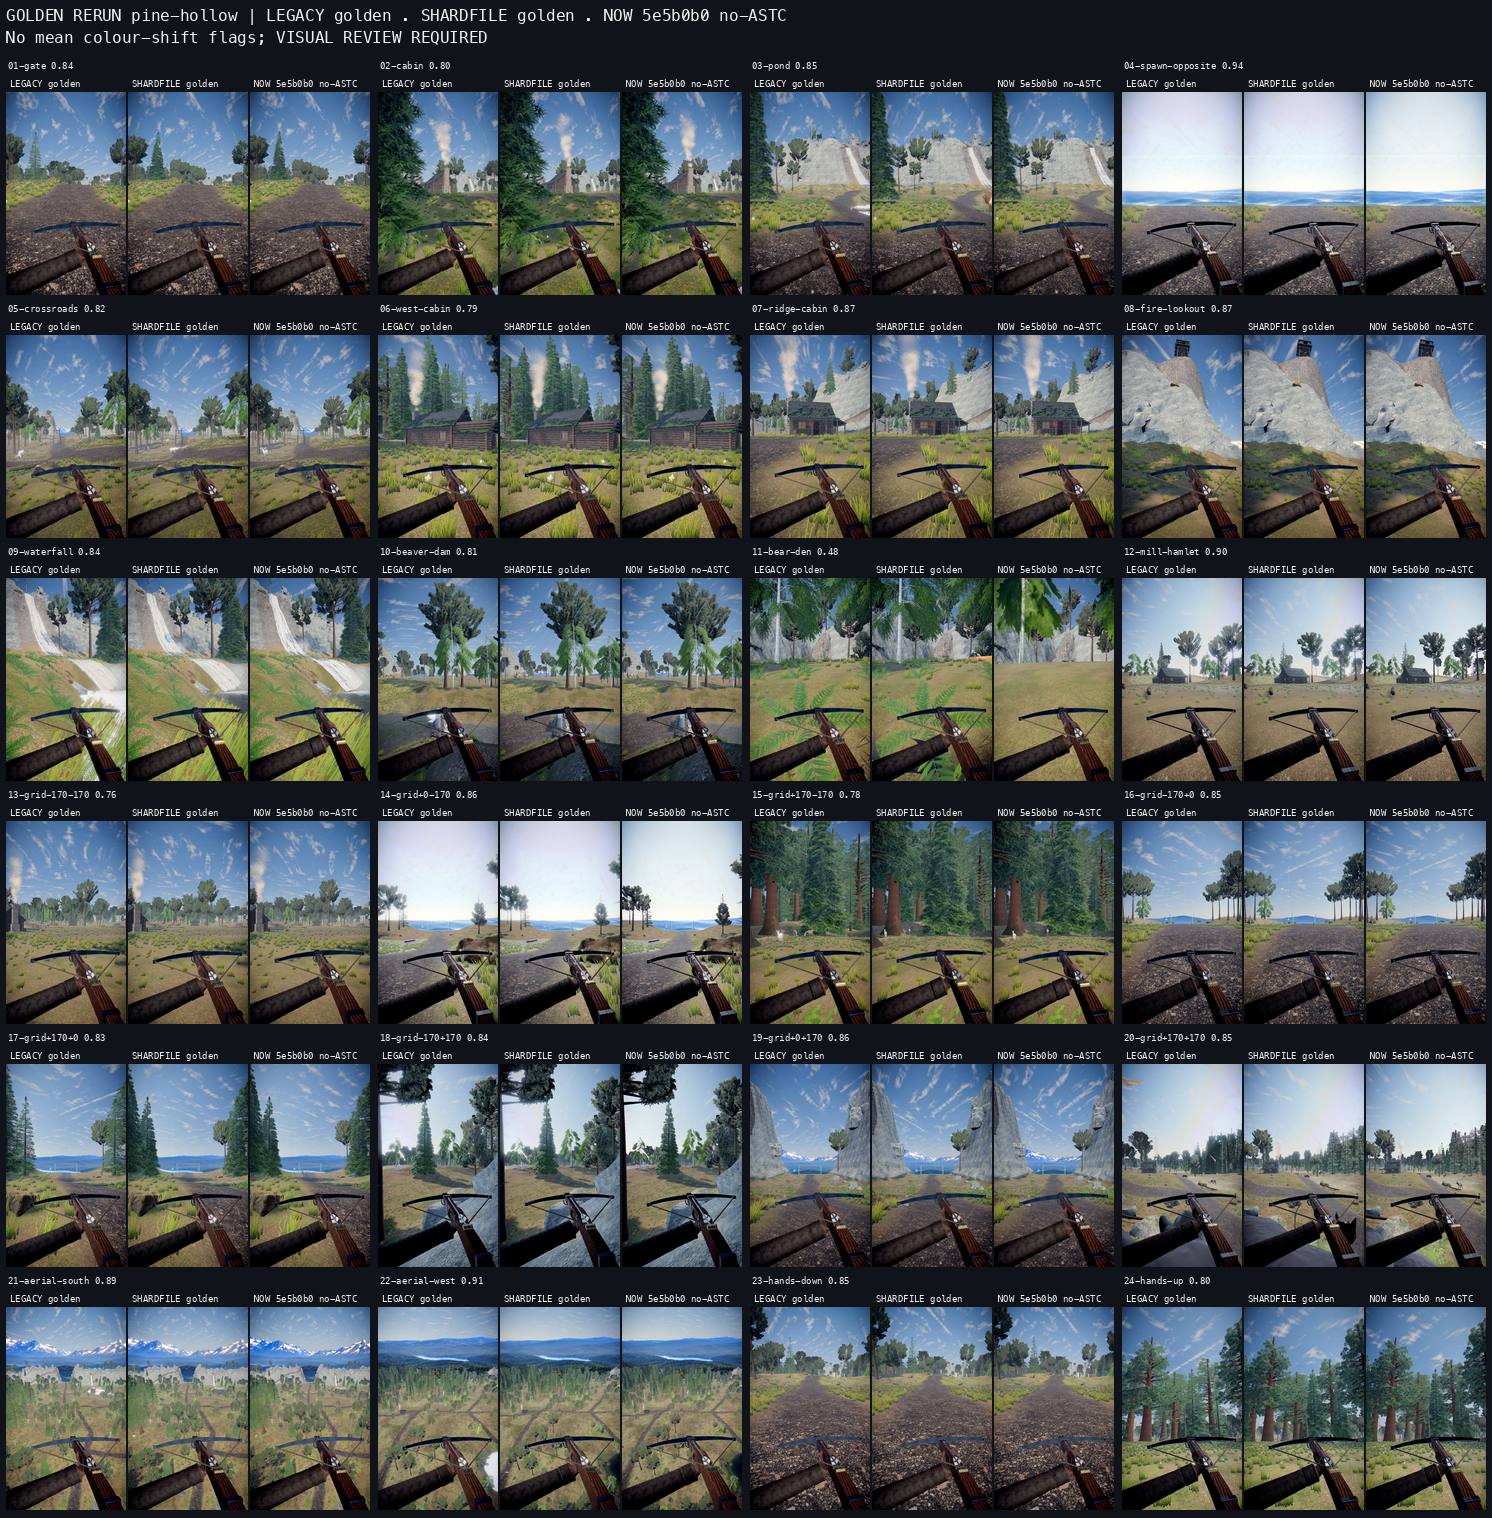 GOLDEN RERUN pine-hollow | LEGACY golden . SHARDFILE golden . NOW 5e5b0b0 no-ASTC
No mean colour-shift flags; VISUAL REVIEW REQUIRED
01-gate 0.84
LEGACY golden SHARDFILE golden NOW 5e5b0b0 no-ASTC
02-cabin 0.80
LEGACY golden SHARDFILE golden NOW 5e5b0b0 no-ASTC
03-pond 0.85
LEGACY golden SHARDFILE golden NOW 5e5b0b0 no-ASTC
04-spawn-opposite 0.94
LEGACY golden SHARDFILE golden NOW 5e5b0b0 no-ASTC
05-crossroads 0.82
LEGACY golden SHARDFILE golden NOW 5e5b0b0 no-ASTC
06-west-cabin 0.79
LEGACY golden SHARDFILE golden NOW 5e5b0b0 no-ASTC
07-ridge-cabin 0.87
LEGACY golden SHARDFILE golden NOW 5e5b0b0 no-ASTC
08-fire-lookout 0.87
LEGACY golden SHARDFILE golden NOW 5e5b0b0 no-ASTC
09-waterfall 0.84
LEGACY golden SHARDFILE golden NOW 5e5b0b0 no-ASTC
10-beaver-dam 0.81
LEGACY golden SHARDFILE golden NOW 5e5b0b0 no-ASTC
11-bear-den 0.48
LEGACY golden SHARDFILE golden NOW 5e5b0b0 no-ASTC
12-mill-hamlet 0.90
LEGACY golden SHARDFILE golden NOW 5e5b0b0 no-ASTC
13-grid-170-170 0.76
LEGACY golden SHARDFILE golden NOW 5e5b0b0 no-ASTC
14-grid+0-170 0.86
LEGACY golden SHARDFILE golden NOW 5e5b0b0 no-ASTC
15-grid+170-170 0.78
LEGACY golden SHARDFILE golden NOW 5e5b0b0 no-ASTC
16-grid-170+0 0.85
LEGACY golden SHARDFILE golden NOW 5e5b0b0 no-ASTC
17-grid+170+0 0.83
LEGACY golden SHARDFILE golden NOW 5e5b0b0 no-ASTC
18-grid-170+170 0.84
LEGACY golden SHARDFILE golden NOW 5e5b0b0 no-ASTC
19-grid+0+170 0.86
LEGACY golden SHARDFILE golden NOW 5e5b0b0 no-ASTC
20-grid+170+170 0.85
LEGACY golden SHARDFILE golden NOW 5e5b0b0 no-ASTC
21-aerial-south 0.89
LEGACY golden SHARDFILE golden NOW 5e5b0b0 no-ASTC
22-aerial-west 0.91
LEGACY golden SHARDFILE golden NOW 5e5b0b0 no-ASTC
23-hands-down 0.85
LEGACY golden SHARDFILE golden NOW 5e5b0b0 no-ASTC
24-hands-up 0.80
LEGACY golden SHARDFILE golden NOW 5e5b0b0 no-ASTC